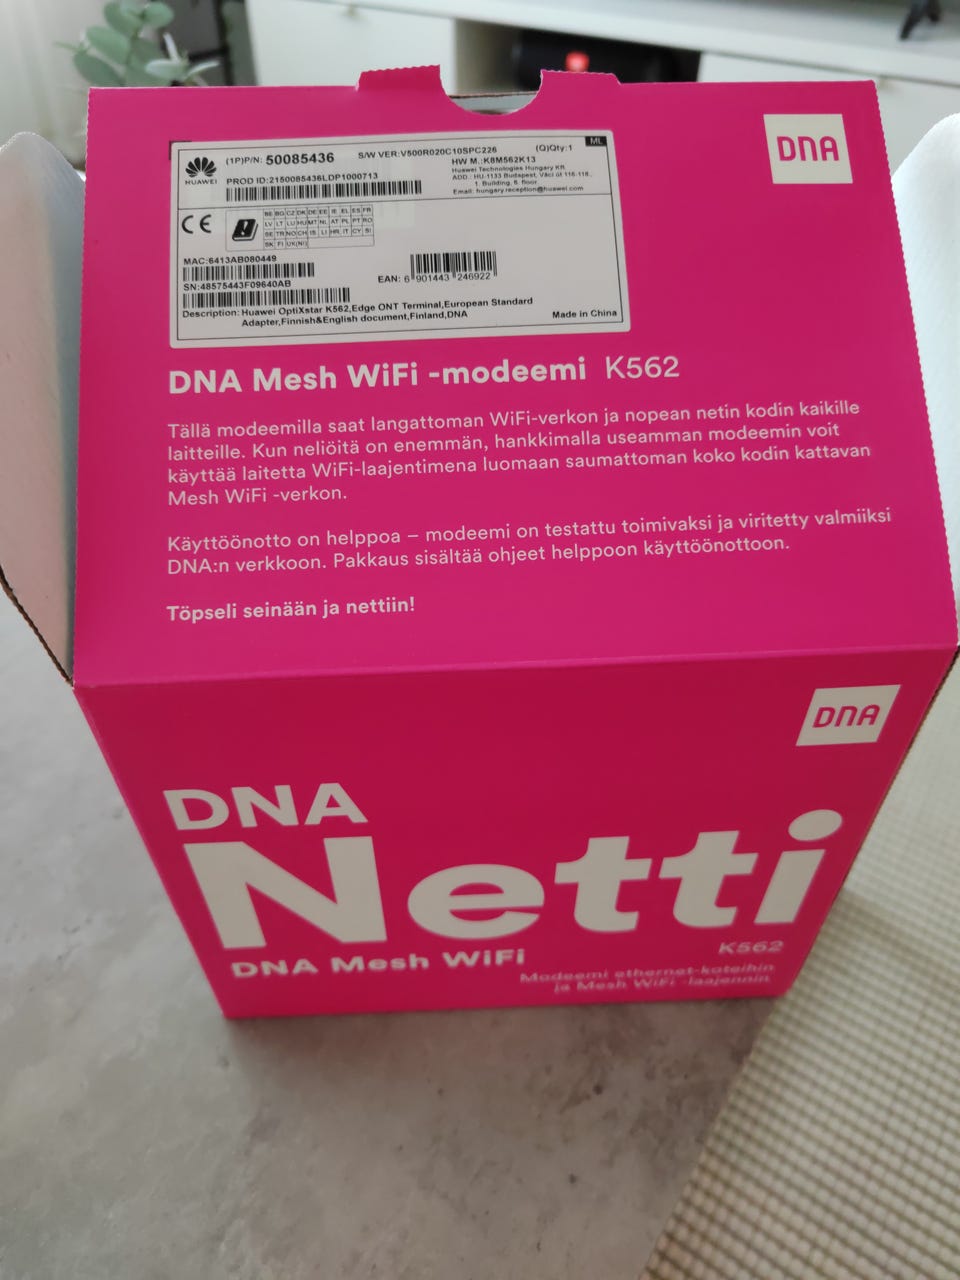 DNA
HUAWEI
(1P)P/N: 50085436
S/W VER:V500R020C10SPC226
(Q)Qty:1
ML
PROD ID:2150085436LDP1000713
HW M.:K8M562K13
Huawei Technologies Hungary Kft.
ADD.: HU-1133 Budapest, Váci út 116-118.,
1. Building, 6. floor
Email: hungary.reception@huawei.com
CE
BE BG CZ DK DE EE IE EL ES FR
LV LT LU HU MT NL AT PL PT RO
SE TR NO CH IS LI HR IT CY SI
SK FI UK(NI)
MAC:6413AB080449
SN:48575443F09640AB
EAN: 6 901443 246922
Description: Huawei OptiXstar K562,Edge ONT Terminal,European Standard
Adapter,Finnish&English document,Finland,DNA
Made in China
DNA Mesh WiFi -modeemi K562
Tällä modeemilla saat langattoman WiFi-verkon ja nopean netin kodin kaikille
laitteille. Kun neliöitä on enemmän, hankkimalla useamman modeemin voit
käyttää laitetta WiFi-laajentimena luomaan saumattoman koko kodin kattavan
Mesh WiFi -verkon.
Käyttöönotto on helppoa – modeemi on testattu toimivaksi ja viritetty valmiiksi
DNA:n verkkoon. Pakkaus sisältää ohjeet helppoon käyttöönottoon.
Töpseli seinään ja nettiin!
DNA
DNA
Netti
DNA Mesh WiFi
K562
Modeemi ethernet-koteihin
ja Mesh WiFi -laajennin